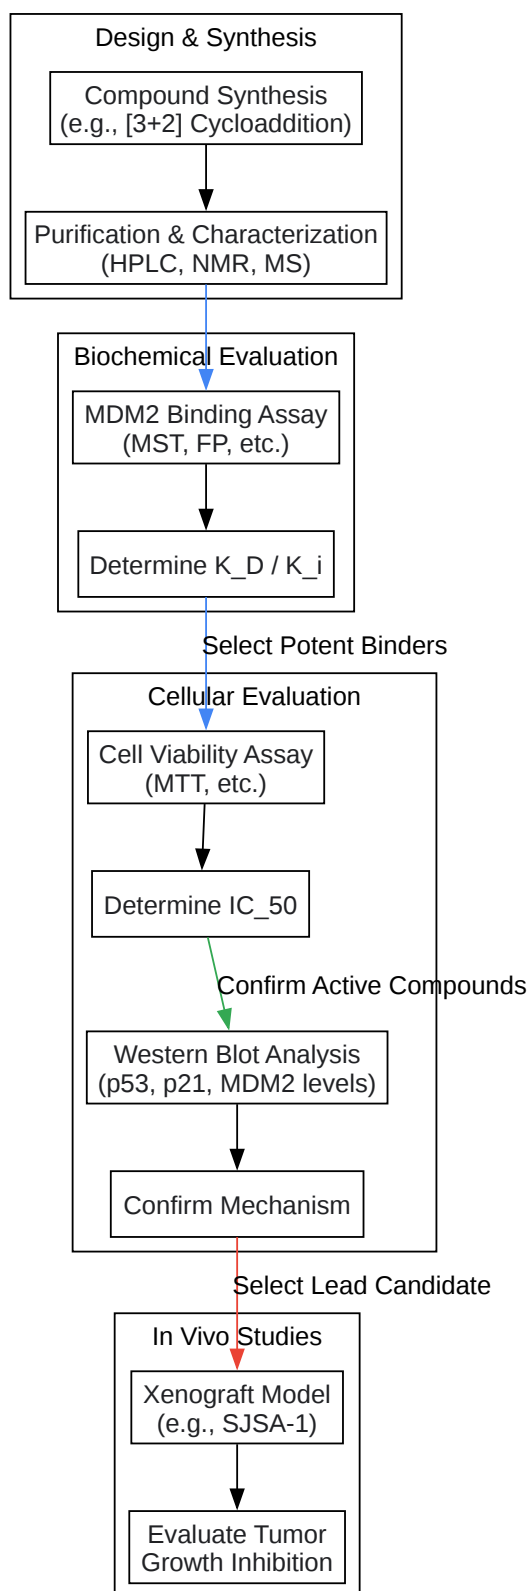 Design & Synthesis
Compound Synthesis
(e.g., [3+2] Cycloaddition)
Purification & Characterization
(HPLC, NMR, MS)
Biochemical Evaluation
MDM2 Binding Assay
(MST, FP, etc.)
Determine K_D / K_i
Select Potent Binders
Cellular Evaluation
Cell Viability Assay
(MTT, etc.)
Determine IC_50
Confirm Active Compounds
Western Blot Analysis
(p53, p21, MDM2 levels)
Confirm Mechanism
Select Lead Candidate
In Vivo Studies
Xenograft Model
(e.g., SJSA-1)
Evaluate Tumor
Growth Inhibition